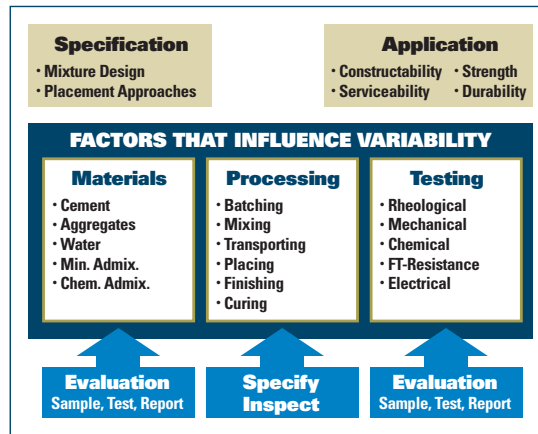 Specification
• Mixture Design
• Placement Approaches
Application
• Constructability • Strength
• Serviceability • Durability
FACTORS THAT INFLUENCE VARIABILITY
Materials
• Cement
• Aggregates
• Water
• Min. Admix.
• Chem. Admix.
Processing
• Batching
• Mixing
• Transporting
• Placing
• Finishing
• Curing
Testing
• Rheological
• Mechanical
• Chemical
• FT-Resistance
• Electrical
Evaluation
Sample, Test, Report
Specify
Inspect
Evaluation
Sample, Test, Report